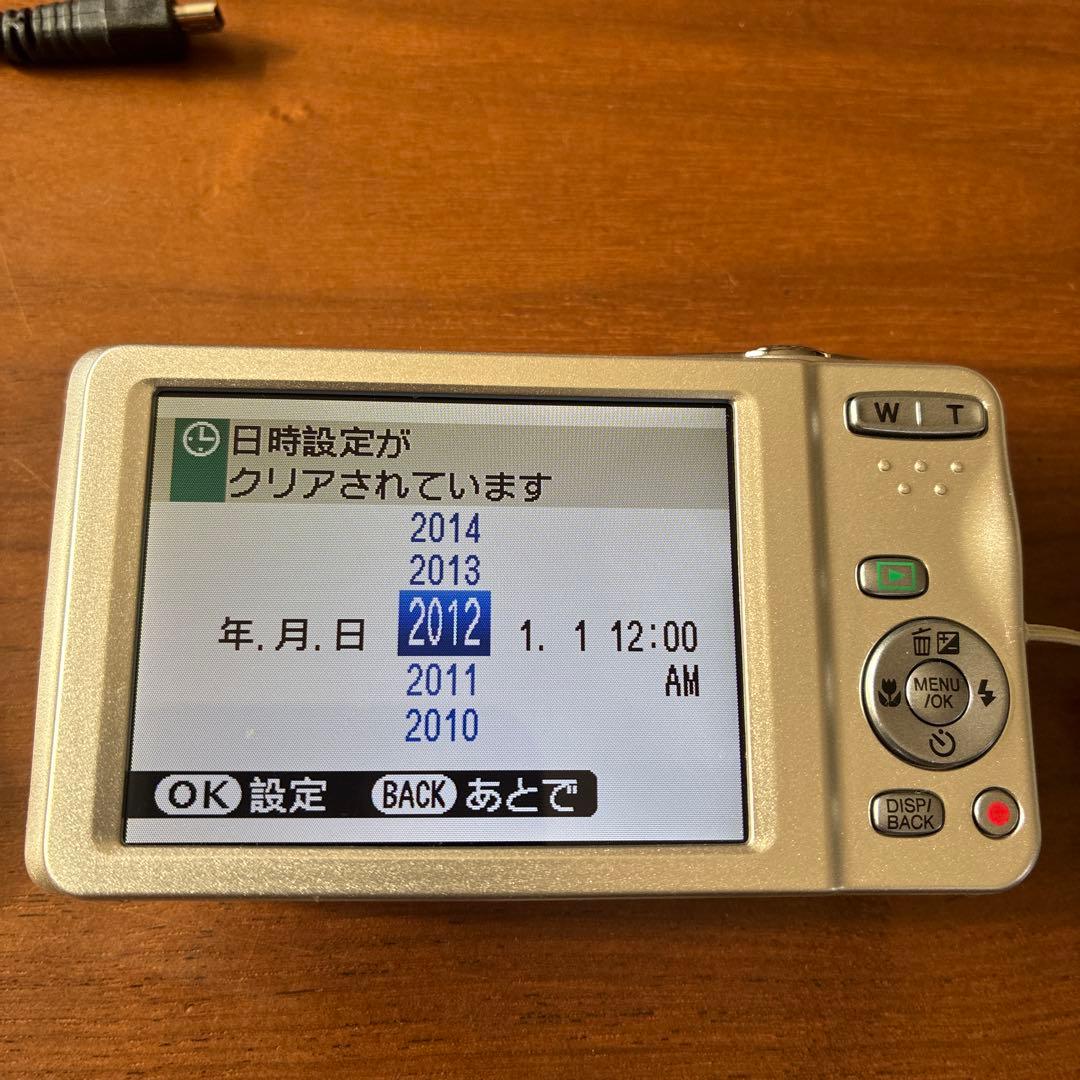 日時設定が
クリアされています
2014
2013
年.月.日 2012 1. 1 12:00
AM
2011
2010
OK 設定 BACK あとで
W T
MENU
/OK
DISP/
BACK